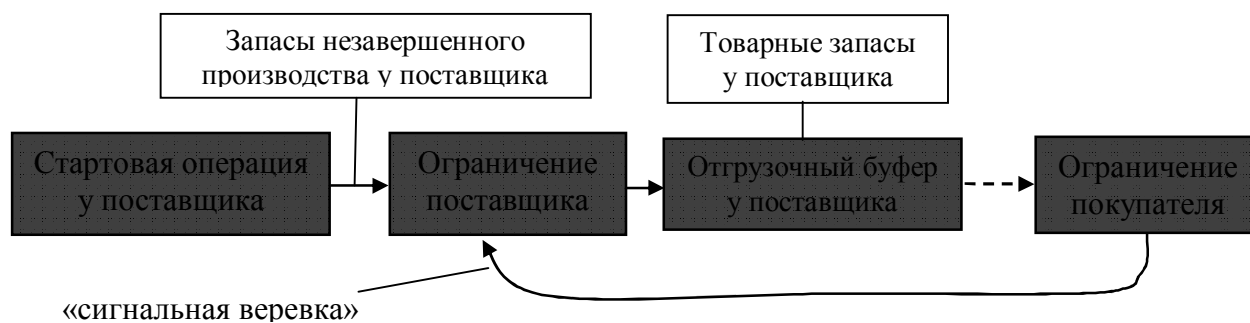 Запасы незавершенного
производства у поставщика
Товарные запасы
у поставщика
Стартовая операция
у поставщика
Ограничение
поставщика
Отгрузочный буфер
у поставщика
Ограничение
покупателя
«сигнальная веревка»